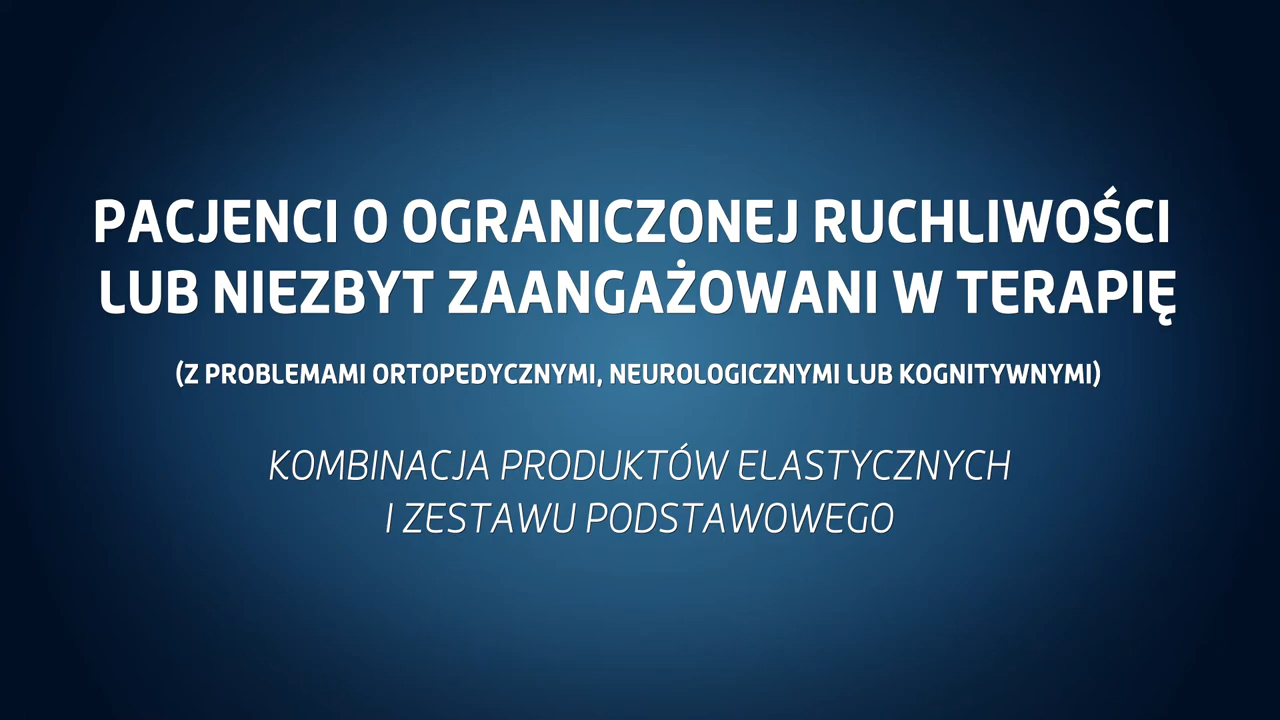 PACJENCI O OGRANICZONEJ RUCHLIWOŚCI
LUB NIEZBYT ZAANGAŻOWANI W TERAPIĘ
(Z PROBLEMAMI ORTOPEDYCZNYMI, NEUROLOGICZNYMI LUB KOGNITYWNYMI)
KOMBINACJA PRODUKTÓW ELASTYCZNYCH
I ZESTAWU PODSTAWOWEGO